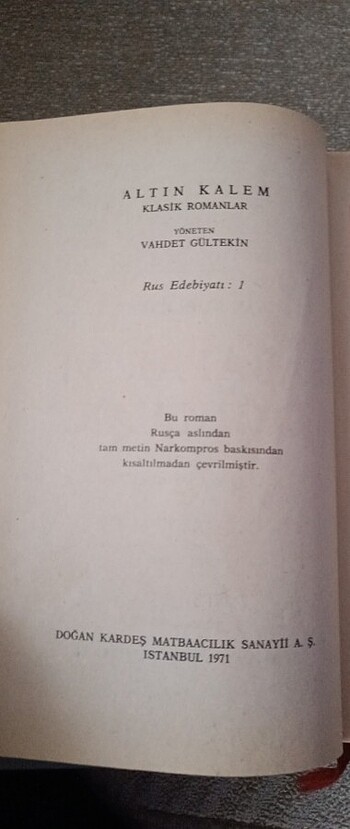 ALTIN KALEM
KLASİK ROMANLAR
YÖNETEN
VAHDET GÜLTEKİN
Rus Edebiyatı : 1
Bu roman
Rusça aslından
tam metin Narkompros baskısından
kısaltılmadan çevrilmiştir.
DOĞAN KARDEŞ MATBAACILIK SANAYİİ A. Ş.
İSTANBUL 1971